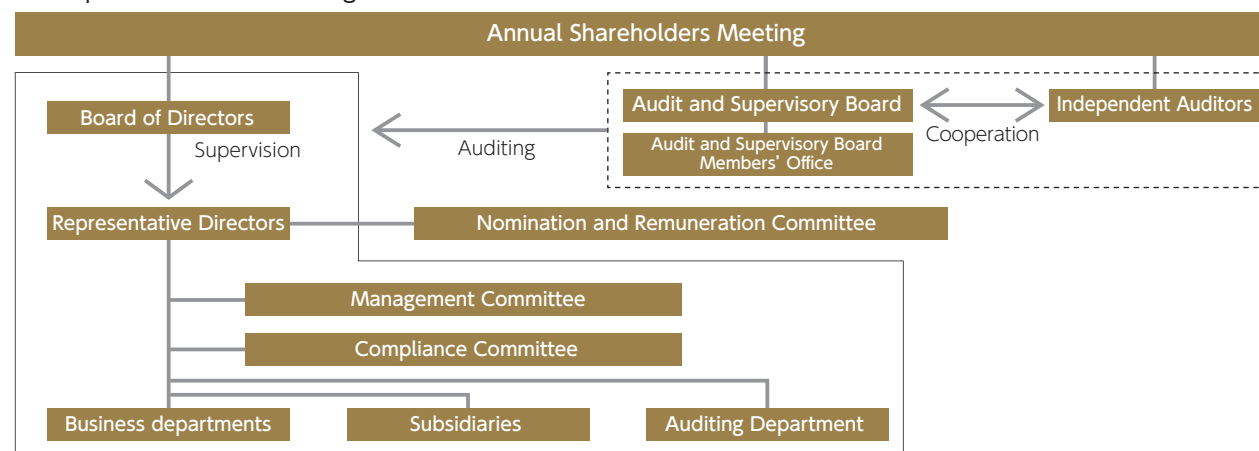 Annual Shareholders Meeting
Board of Directors
Supervision
Auditing
Audit and Supervisory Board
Cooperation
Independent Auditors
Audit and Supervisory Board
Members' Office
Representative Directors
Nomination and Remuneration Committee
Management Committee
Compliance Committee
Business departments
Subsidiaries
Auditing Department